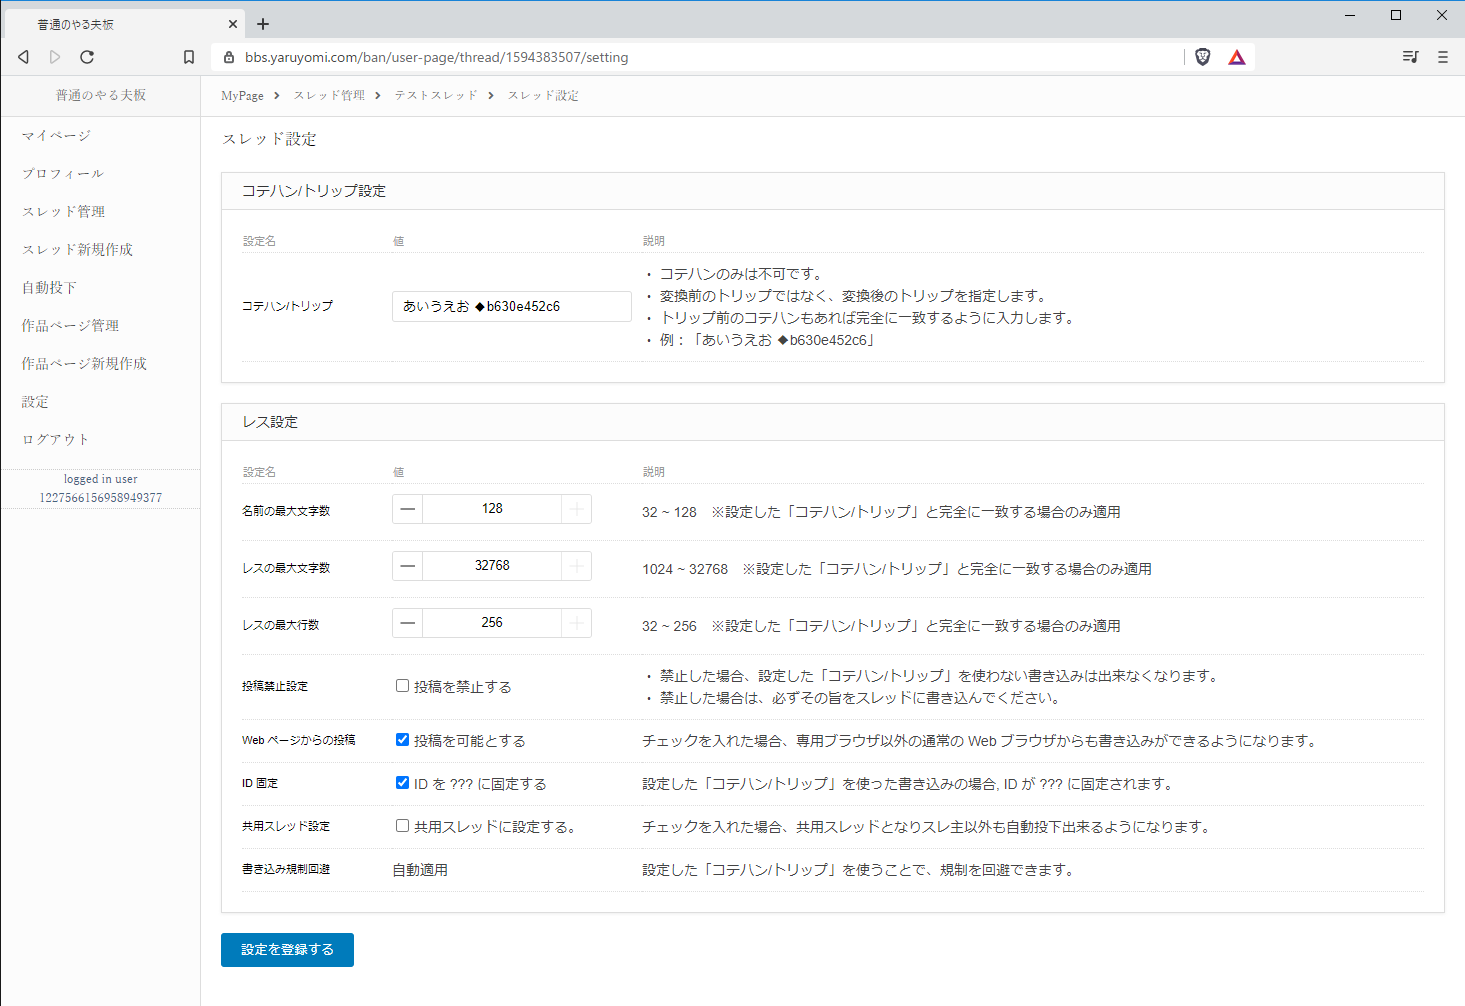 普通のやる夫板
bbs.yaruyomi.com/ban/user-page/thread/1594383507/setting
普通のやる夫板
MyPage スレッド管理 テストスレッド スレッド設定
マイページ
プロフィール
スレッド管理
スレッド新規作成
自動投下
作品ページ管理
作品ページ新規作成
設定
ログアウト
logged in user
1227566156958949377
スレッド設定
コテハン/トリップ設定
設定名 値 説明
コテハン/トリップ あいうえお ◆b630e452c6
・ コテハンのみは不可です。
・ 変換前のトリップではなく、変換後のトリップを指定します。
・ トリップ前のコテハンもあれば完全に一致するように入力します。
・ 例：「あいうえお ◆b630e452c6」
レス設定
設定名 値 説明
名前の最大文字数 128 32 ~ 128 ※設定した「コテハン/トリップ」と完全に一致する場合のみ適用
レスの最大文字数 32768 1024 ~ 32768 ※設定した「コテハン/トリップ」と完全に一致する場合のみ適用
レスの最大行数 256 32 ~ 256 ※設定した「コテハン/トリップ」と完全に一致する場合のみ適用
投稿禁止設定 投稿を禁止する
・ 禁止した場合、設定した「コテハン/トリップ」を使わない書き込みは出来なくなります。
・ 禁止した場合は、必ずその旨をスレッドに書き込んでください。
Web ページからの投稿 投稿を可能とする チェックを入れた場合、専用ブラウザ以外の通常の Web ブラウザからも書き込みができるようになります。
ID 固定 ID を ??? に固定する 設定した「コテハン/トリップ」を使った書き込みの場合, ID が ??? に固定されます。
共用スレッド設定 共用スレッドに設定する。 チェックを入れた場合、共用スレッドとなりスレ主以外も自動投下出来るようになります。
書き込み規制回避 自動適用 設定した「コテハン/トリップ」を使うことで、規制を回避できます。
設定を登録する